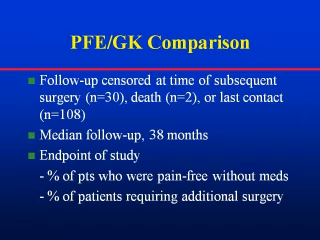 PFE/GK Comparison
Follow-up censored at time of subsequent
surgery (n=30), death (n=2), or last contact
(n=108)
Median follow-up, 38 months
Endpoint of study
- % of pts who were pain-free without meds
- % of patients requiring additional surgery